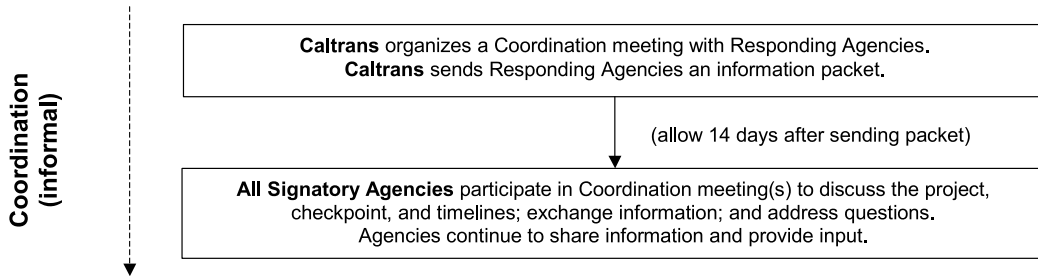 Coordination
(informal)
Caltrans organizes a Coordination meeting with Responding Agencies.
Caltrans sends Responding Agencies an information packet.
(allow 14 days after sending packet)
All Signatory Agencies participate in Coordination meeting(s) to discuss the project,
checkpoint, and timelines; exchange information; and address questions.
Agencies continue to share information and provide input.